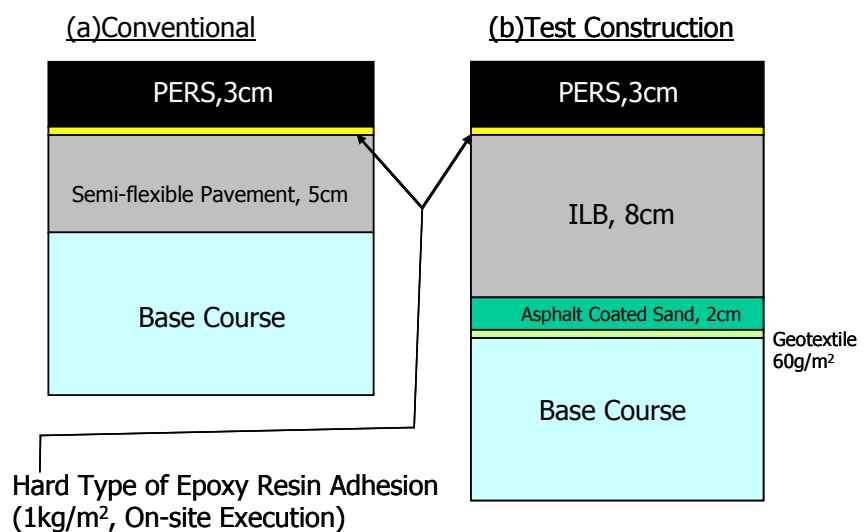 (a)Conventional
PERS,3cm
Semi-flexible Pavement, 5cm
Base Course
(b)Test Construction
PERS,3cm
ILB, 8cm
Asphalt Coated Sand, 2cm
Geotextile
60g/m²
Base Course
Hard Type of Epoxy Resin Adhesion
(1kg/m², On-site Execution)